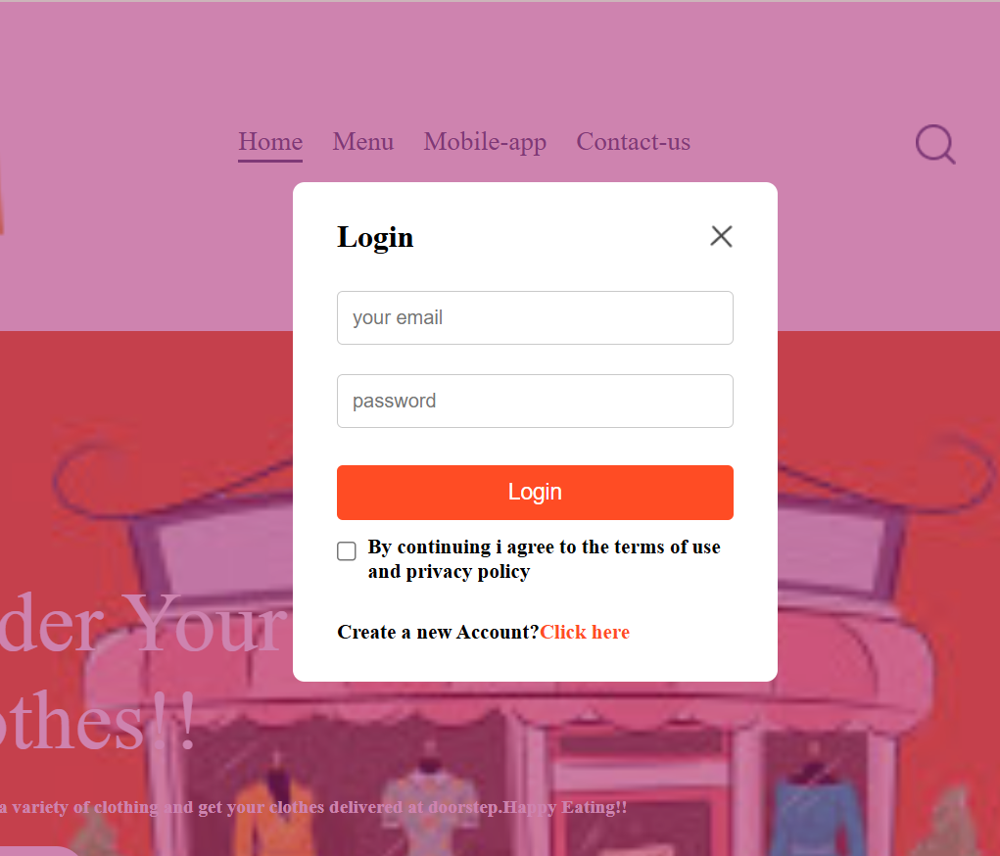 Home Menu Mobile-app Contact-us
Login
your email
password
Login
By continuing i agree to the terms of use
and privacy policy
Create a new Account?Click here
der Your
othes!!
a variety of clothing and get your clothes delivered at doorstep.Happy Eating!!